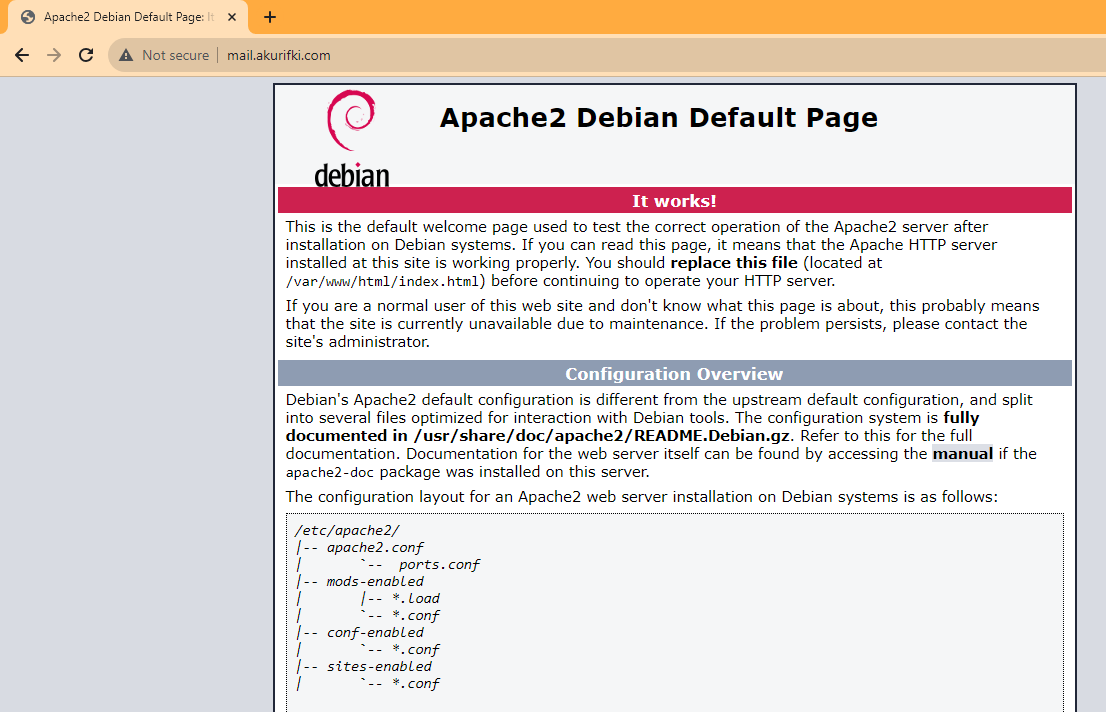 Apache2 Debian Default Page: It
Not secure
mail.akurifki.com
debian
Apache2 Debian Default Page
It works!
This is the default welcome page used to test the correct operation of the Apache2 server after
installation on Debian systems. If you can read this page, it means that the Apache HTTP server
installed at this site is working properly. You should replace this file (located at
/var/www/html/index.html) before continuing to operate your HTTP server.
If you are a normal user of this web site and don't know what this page is about, this probably means
that the site is currently unavailable due to maintenance. If the problem persists, please contact the
site's administrator.
Configuration Overview
Debian's Apache2 default configuration is different from the upstream default configuration, and split
into several files optimized for interaction with Debian tools. The configuration system is fully
documented in /usr/share/doc/apache2/README.Debian.gz. Refer to this for the full
documentation. Documentation for the web server itself can be found by accessing the manual if the
apache2-doc package was installed on this server.
The configuration layout for an Apache2 web server installation on Debian systems is as follows:
/etc/apache2/
|-- apache2.conf
|       `--  ports.conf
|-- mods-enabled
|       |-- *.load
|       `-- *.conf
|-- conf-enabled
|       `-- *.conf
|-- sites-enabled
|       `-- *.conf